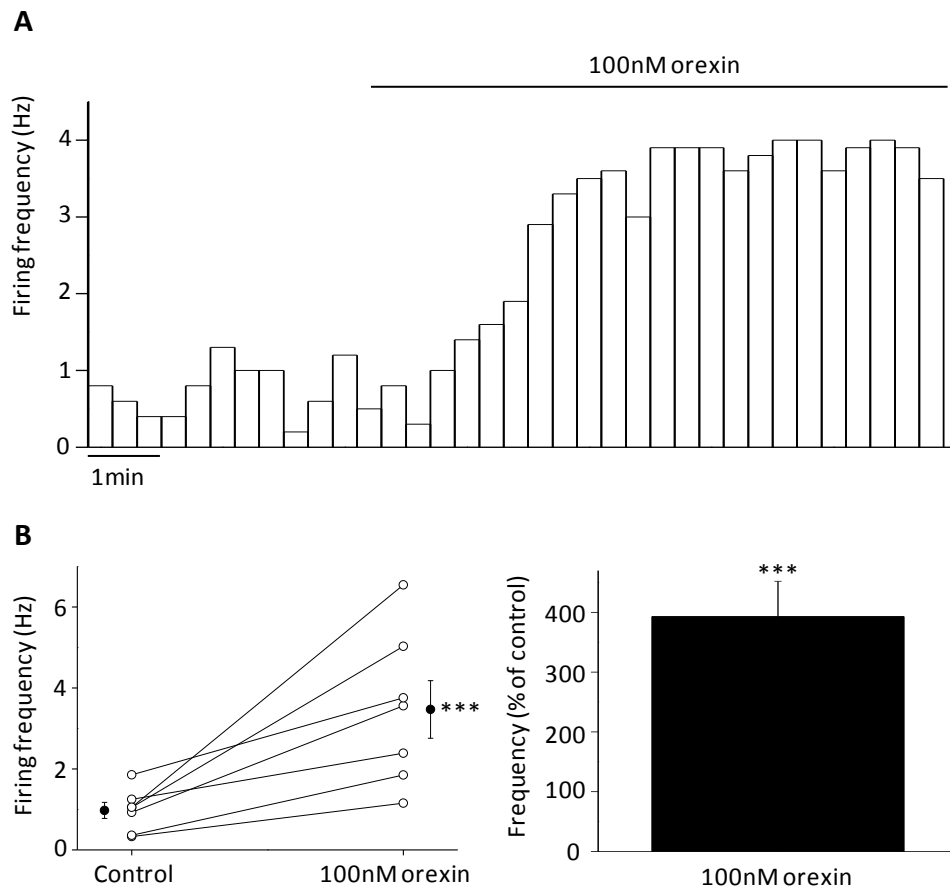 A
100nM orexin
Firing frequency (Hz)
4
3
2
1
0
1min
B
Firing frequency (Hz)
6
4
2
0
Control
100nM orexin
***
Frequency (% of control)
400
300
200
100
0
***
100nM orexin